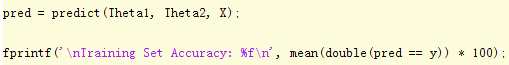 pred = predict(Theta1, Theta2, X);
fprintf('\nTraining Set Accuracy: %f\n', mean(double(pred == y)) * 100);